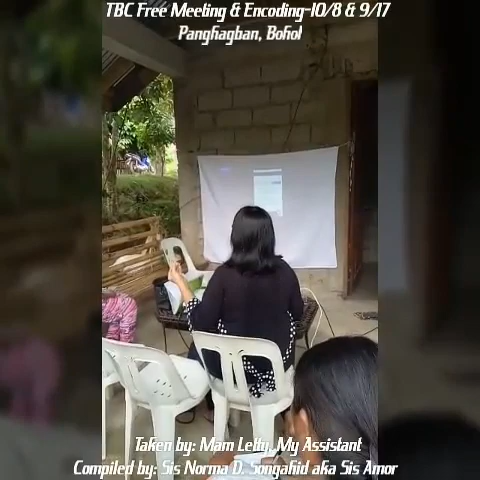 TBC Free Meeting & Encoding-10/8 & 9/17
Panghagban, Bohol
Taken by: Mam Letty, My Assistant
Compiled by: Sis Norma D. Songahid aka Sis Amor